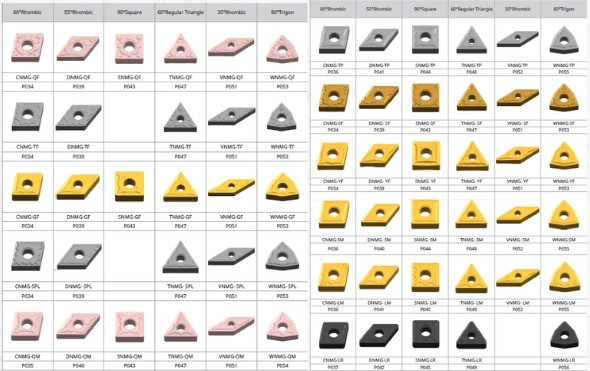 80°Rhombic 55°Rhombic 90°Square 60°Regular Triangle 35°Rhombic 80°Trigon
CNMG-QF DNMG-QF SNMG-QF TNMG-QF VNMG-QF WNMG-QF
P034 P039 P043 P047 P051 P053
CNMG-TF DNMG-TF TNMG-TF VNMG-TF WNMG-TF
P034 P039 P047 P051 P053
CNMG-GF DNMG-GF SNMG-GF TNMG-GF VNMG-GF WNMG-GF
P034 P039 P043 P047 P051 P053
CNMG-SPL DNMG-SPL TNMG- SPL VNMG- SPL WNMG- SPL
P034 P039 P047 P051 P053
CNMG-QM DNMG-QM SNMG-QM TNMG-QM VNMG-QM WNMG-QM
P035 P040 P043 P047 P051 P054
80°Rhombic 55°Rhombic 90°Square 60°Regular Triangle 35°Rhombic 80°Trigon
CNMG-TP DNMG-TP SNMG-TP TNMG-TP VNMG-TP WNMG-TP
P036 P041 P044 P048 P052 P055
CNMG-SF DNMG- SF SNMG- SF TNMG- SF VNMG- SF WNMG-SF
P034 P039 P043 P047 P051 P053
CNMG-YF DNMG- YF SNMG- YF TNMG- YF VNMG- YF WNMG-YF
P034 P039 P043 P047 P051 P053
CNMG-SM DNMG- SM SNMG- SM TNMG- SM VNMG- SM WNMG-SM
P036 P040 P044 P048 P052 P055
CNMG-LM DNMG-LM SNMG- LM TNMG- LM VNMG- LM WNMG-LM
P036 P041 P045 P049 P052 P055
CNMG-LR DNMG-LR SNMG-LR TNMG-LR WNMG-LR
P037 P042 P045 P049 P056